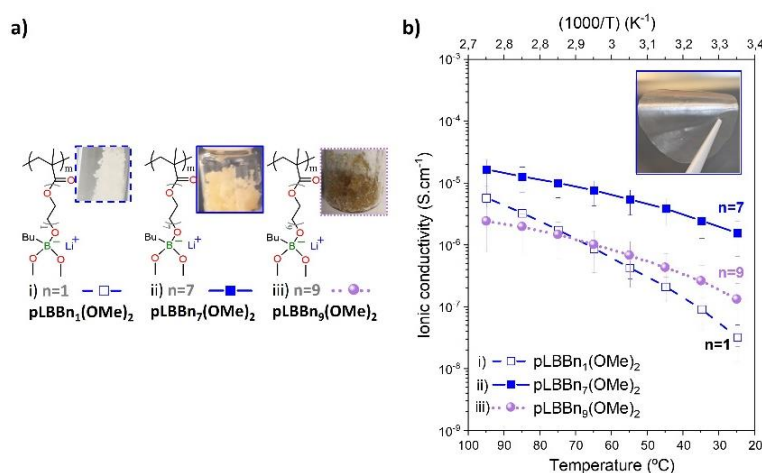 a)
m
O
O
O
Bu
B
Li+
O
O
m
O
O
O
Bu
B
Li+
O
O
m
O
O
O
Bu
B
Li+
O
O
i) n=1
pLBBn1(OMe)2
ii) n=7
pLBBn7(OMe)2
iii) n=9
pLBBn9(OMe)2
b)
(1000/T) (K-1)
2,7 2,8 2,9 3 3,1 3,2 3,3 3,4
10-3
10-4
10-5
10-6
10-7
10-8
10-9
Ionic conductivity (S.cm-1)
n=7
n=9
n=1
i) pLBBn1(OMe)2
ii) pLBBn7(OMe)2
iii) pLBBn9(OMe)2
100 90 80 70 60 50 40 30 20
Temperature (ºC)